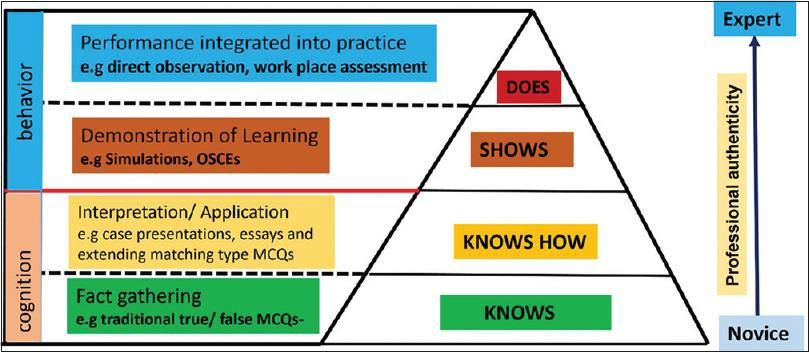 behavior
Performance integrated into practice
e.g direct observation, work place assessment
DOES
Demonstration of Learning
e.g Simulations, OSCEs
SHOWS
cognition
Interpretation/ Application
e.g case presentations, essays and
extending matching type MCQs
KNOWS HOW
Fact gathering
e.g traditional true/ false MCQs-
KNOWS
Expert
Professional authenticity
Novice